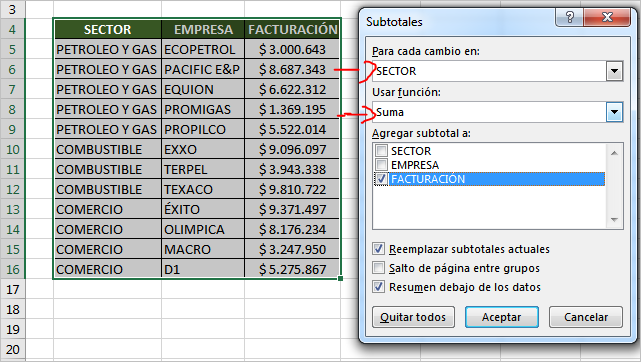 3
4 SECTOR EMPRESA FACTURACIÓN
5 PETROLEO Y GAS ECOPETROL $ 3.000.643
6 PETROLEO Y GAS PACIFIC E&P $ 8.687.343
7 PETROLEO Y GAS EQUION $ 6.622.312
8 PETROLEO Y GAS PROMIGAS $ 1.369.195
9 PETROLEO Y GAS PROPILCO $ 5.522.014
10 COMBUSTIBLE EXXO $ 9.096.097
11 COMBUSTIBLE TERPEL $ 3.943.338
12 COMBUSTIBLE TEXACO $ 9.810.722
13 COMERCIO ÉXITO $ 9.371.497
14 COMERCIO OLIMPICA $ 8.176.234
15 COMERCIO MACRO $ 3.247.950
16 COMERCIO D1 $ 5.275.867
17
18
19
20
Subtotales
Para cada cambio en:
SECTOR
Usar función:
Suma
Agregar subtotal a:
SECTOR
EMPRESA
FACTURACIÓN
Reemplazar subtotales actuales
Salto de página entre grupos
Resumen debajo de los datos
Quitar todos Aceptar Cancelar